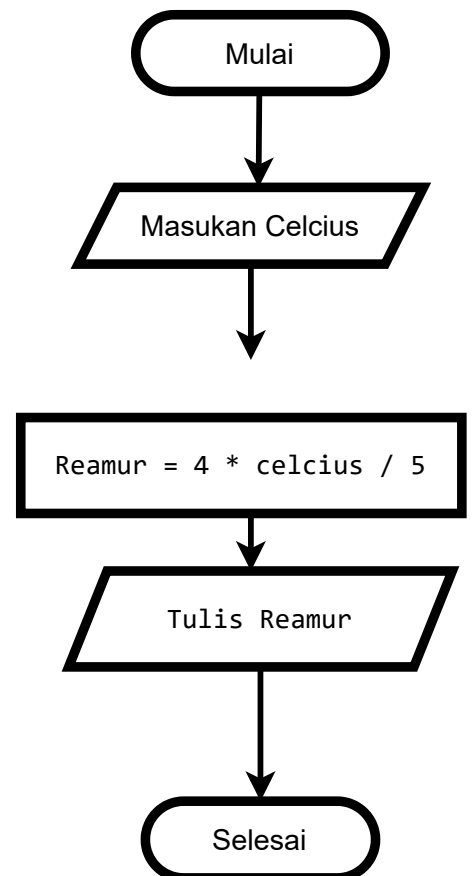 Mulai
Masukan Celcius
Reamur = 4 * celcius / 5
Tulis Reamur
Selesai